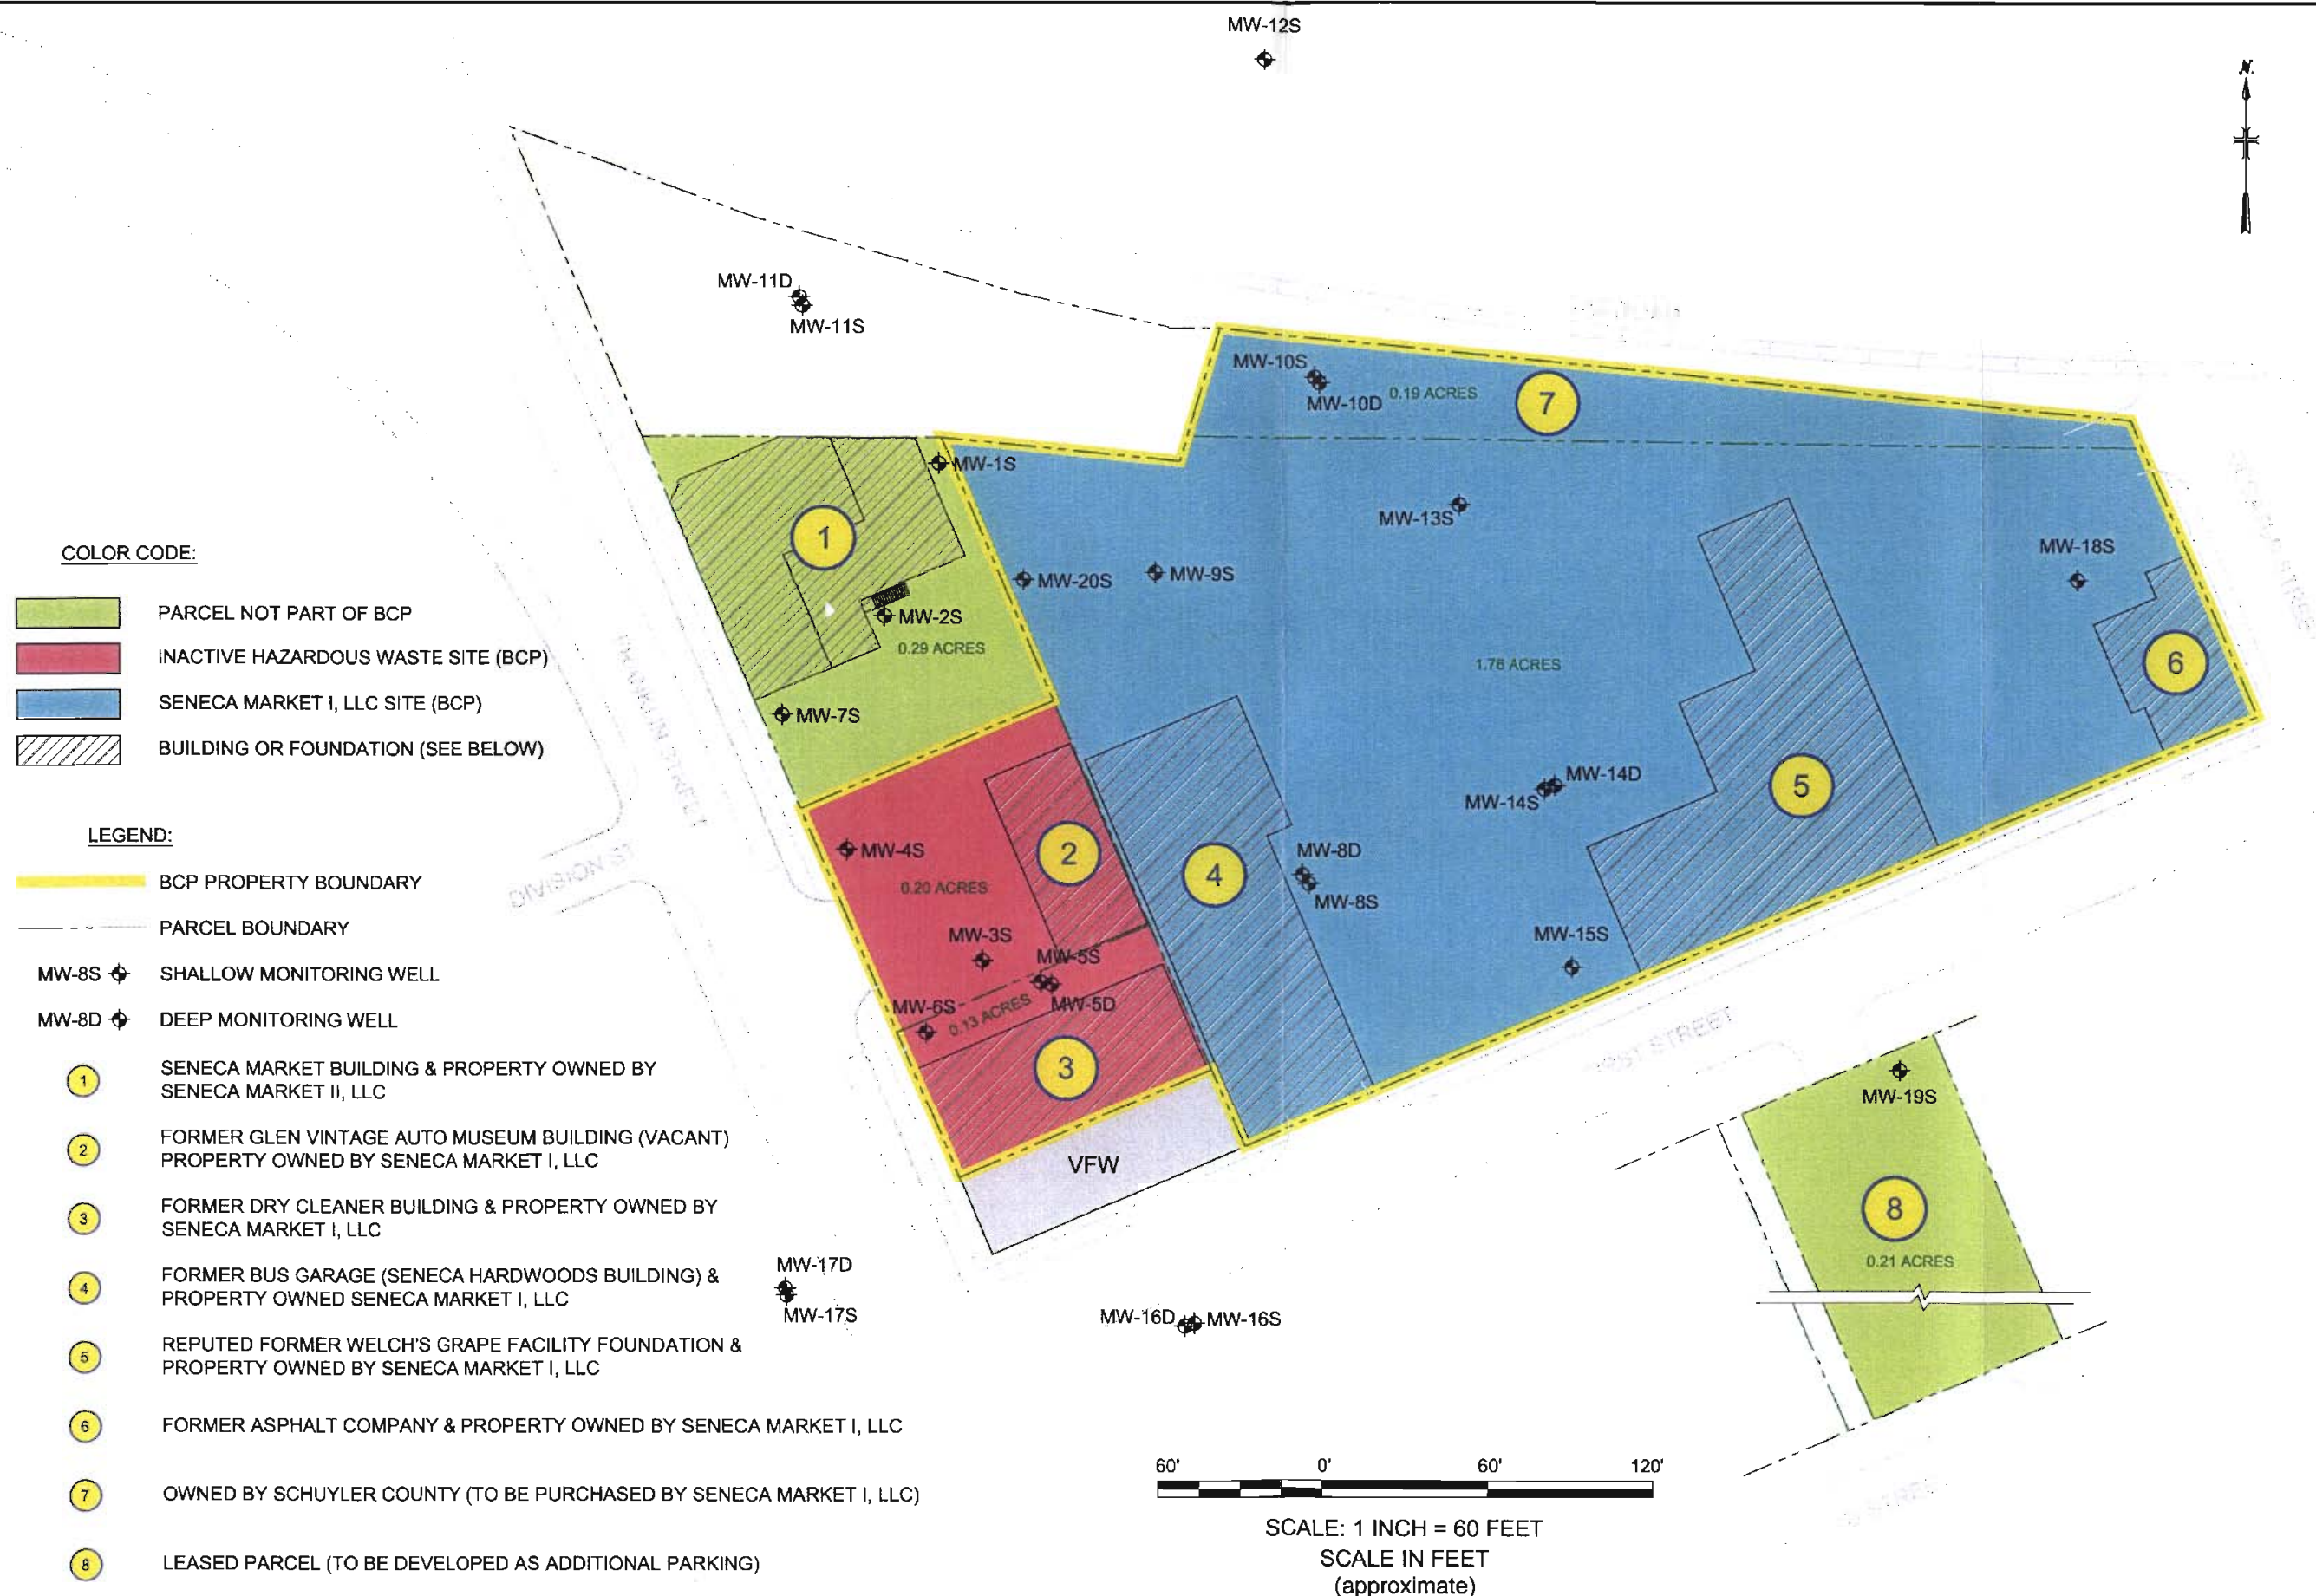 MW-12S
N.
MW-11D
MW-11S
MW-10S
MW-10D
0.19 ACRES
7
MW-1S
1
MW-13S
MW-20S
MW-9S
MW-18S
MW-2S
0.29 ACRES
1.78 ACRES
6
MW-7S
FRANKLIN STREET
DIVISION ST
MW-14D
MW-14S
5
MW-4S
2
4
MW-8D
MW-8S
0.20 ACRES
MW-3S
MW-5S
MW-15S
MW-6S
0.13 ACRES
MW-5D
3
VFW
MW-19S
8
0.21 ACRES
MW-17D
MW-17S
MW-16D
MW-16S
COLOR CODE:
PARCEL NOT PART OF BCP
INACTIVE HAZARDOUS WASTE SITE (BCP)
SENECA MARKET I, LLC SITE (BCP)
BUILDING OR FOUNDATION (SEE BELOW)
LEGEND:
BCP PROPERTY BOUNDARY
PARCEL BOUNDARY
MW-8S SHALLOW MONITORING WELL
MW-8D DEEP MONITORING WELL
1 SENECA MARKET BUILDING & PROPERTY OWNED BY
SENECA MARKET II, LLC
2 FORMER GLEN VINTAGE AUTO MUSEUM BUILDING (VACANT)
PROPERTY OWNED BY SENECA MARKET I, LLC
3 FORMER DRY CLEANER BUILDING & PROPERTY OWNED BY
SENECA MARKET I, LLC
4 FORMER BUS GARAGE (SENECA HARDWOODS BUILDING) &
PROPERTY OWNED SENECA MARKET I, LLC
5 REPUTED FORMER WELCH'S GRAPE FACILITY FOUNDATION &
PROPERTY OWNED BY SENECA MARKET I, LLC
6 FORMER ASPHALT COMPANY & PROPERTY OWNED BY SENECA MARKET I, LLC
7 OWNED BY SCHUYLER COUNTY (TO BE PURCHASED BY SENECA MARKET I, LLC)
8 LEASED PARCEL (TO BE DEVELOPED AS ADDITIONAL PARKING)
60' 0' 60' 120'
SCALE: 1 INCH = 60 FEET
SCALE IN FEET
(approximate)